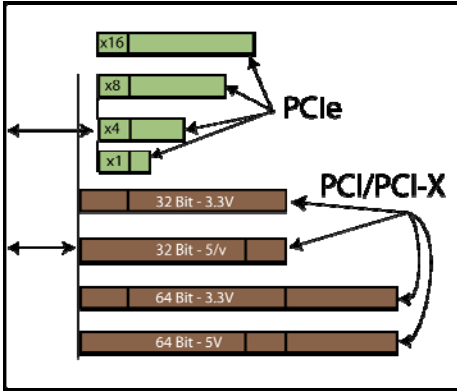 x16
x8
PCIe
x4
x1
PCI/PCI-X
32 Bit - 3.3V
32 Bit - 5/v
64 Bit - 3.3V
64 Bit - 5V